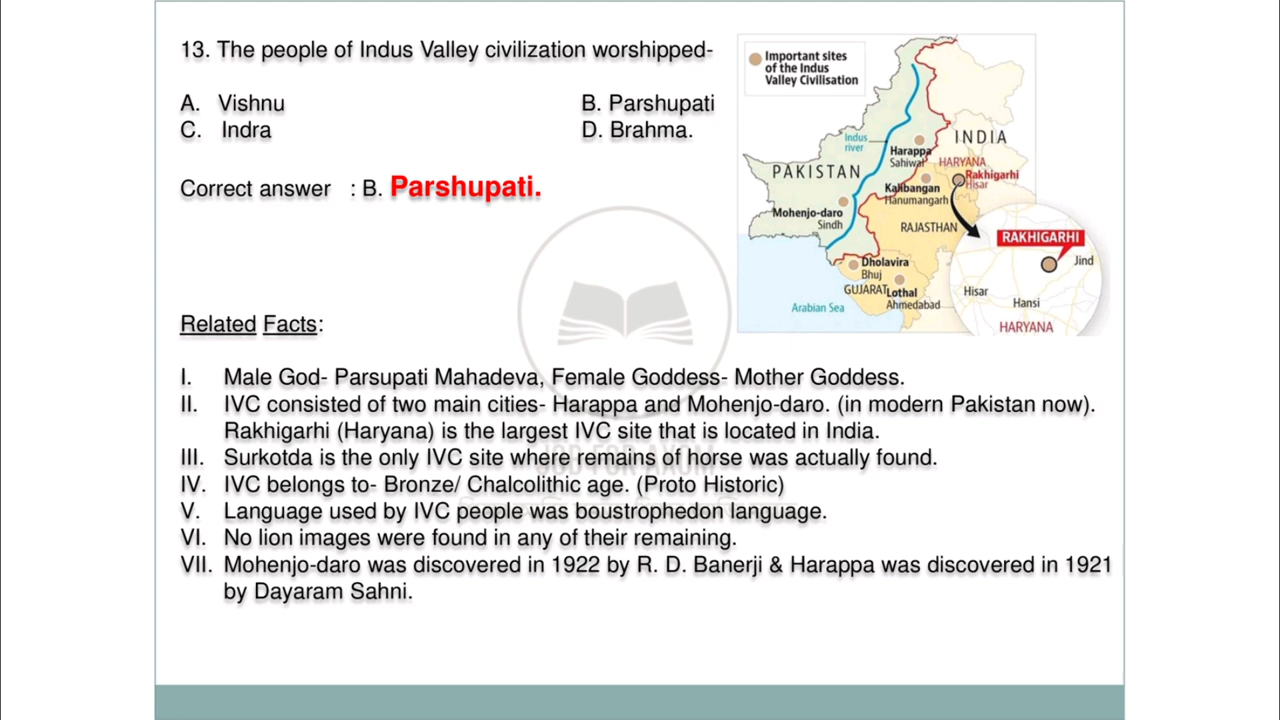 13. The people of Indus Valley civilization worshipped-
A. Vishnu
B. Parshupati
C. Indra
D. Brahma.
Correct answer : B. Parshupati.
Important sites
of the Indus
Valley Civilisation
Indus
river
INDIA
Harappa
Sahiwal
HARYANA
PAKISTAN
Rakhigarhi
Hisar
Kalibangan
Hanumangarh
Mohenjo-daro
Sindh
RAJASTHAN
RAKHIGARHI
Jind
Dholavira
Bhuj
GUJARAT
Lothal
Ahmedabad
Hisar
Hansi
Arabian Sea
HARYANA
Related Facts:
I. Male God- Parsupati Mahadeva, Female Goddess- Mother Goddess.
II. IVC consisted of two main cities- Harappa and Mohenjo-daro. (in modern Pakistan now).
Rakhigarhi (Haryana) is the largest IVC site that is located in India.
III. Surkotda is the only IVC site where remains of horse was actually found.
JOB FOR AXOM
IV. IVC belongs to- Bronze/ Chalcolithic age. (Proto Historic)
V. Language used by IVC people was boustrophedon language.
VI. No lion images were found in any of their remaining.
VII. Mohenjo-daro was discovered in 1922 by R. D. Banerji & Harappa was discovered in 1921
by Dayaram Sahni.